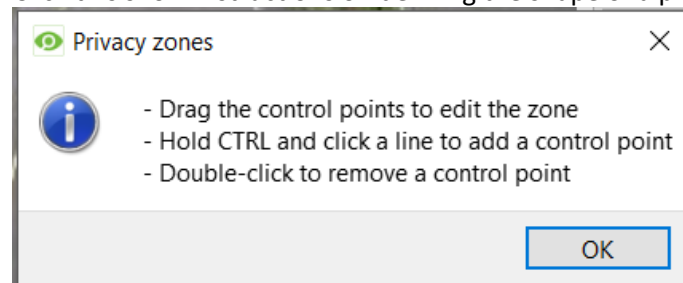 Privacy zones
- Drag the control points to edit the zone
- Hold CTRL and click a line to add a control point
- Double-click to remove a control point
OK